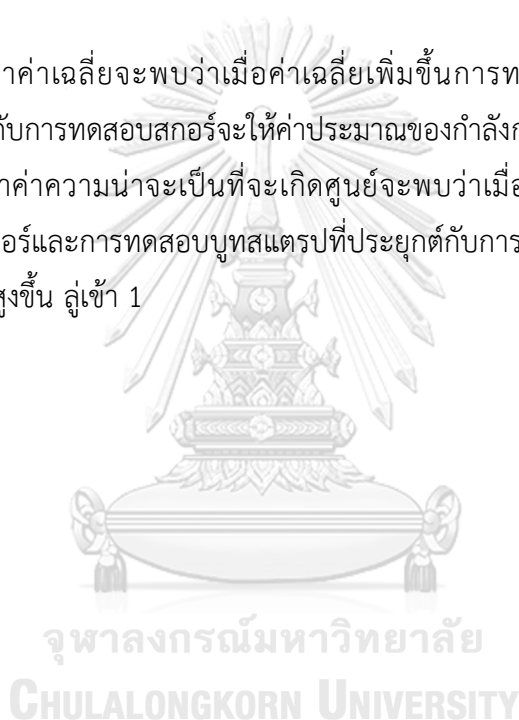 าค่าเฉลี่ยจะพบว่าเมื่อค่าเฉลี่ยเพิ่มขึ้นการท
กับการทดสอบสกอร์จะให้ค่าประมาณของกำลังก
าค่าความน่าจะเป็นที่จะเกิดศูนย์จะพบว่าเมื่อ
อร์และการทดสอบบูทสแตรปที่ประยุกต์กับการ
สูงขึ้น ลู่เข้า 1
จุฬาลงกรณ์มหาวิทยาลัย
CHULALONGKORN UNIVERSITY